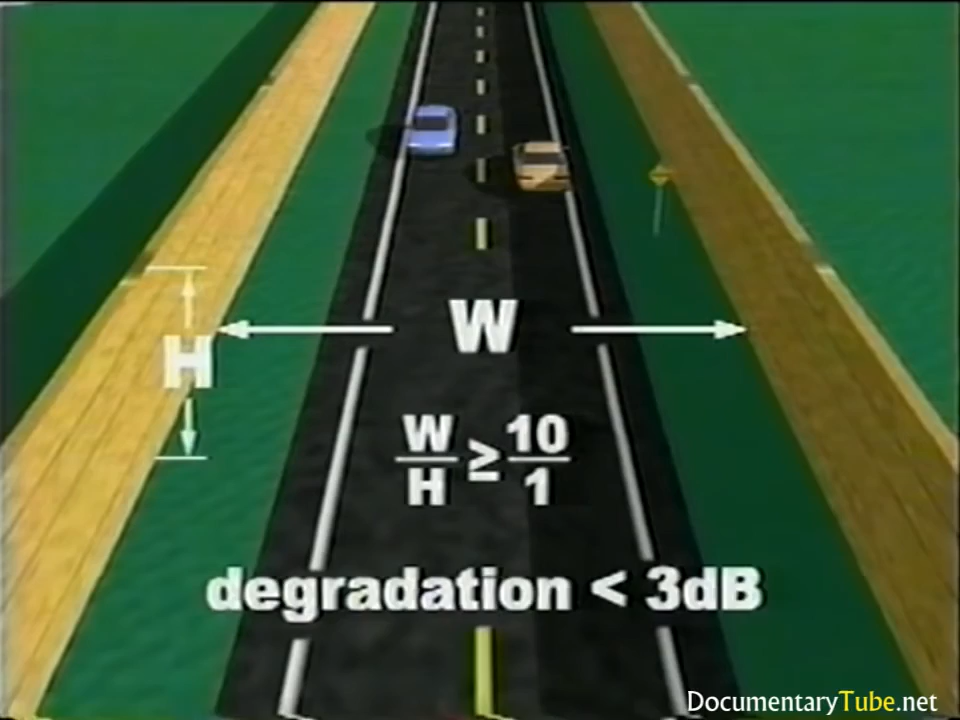 H
W
W/H ≥ 10/1
degradation < 3dB
DocumentaryTube.net